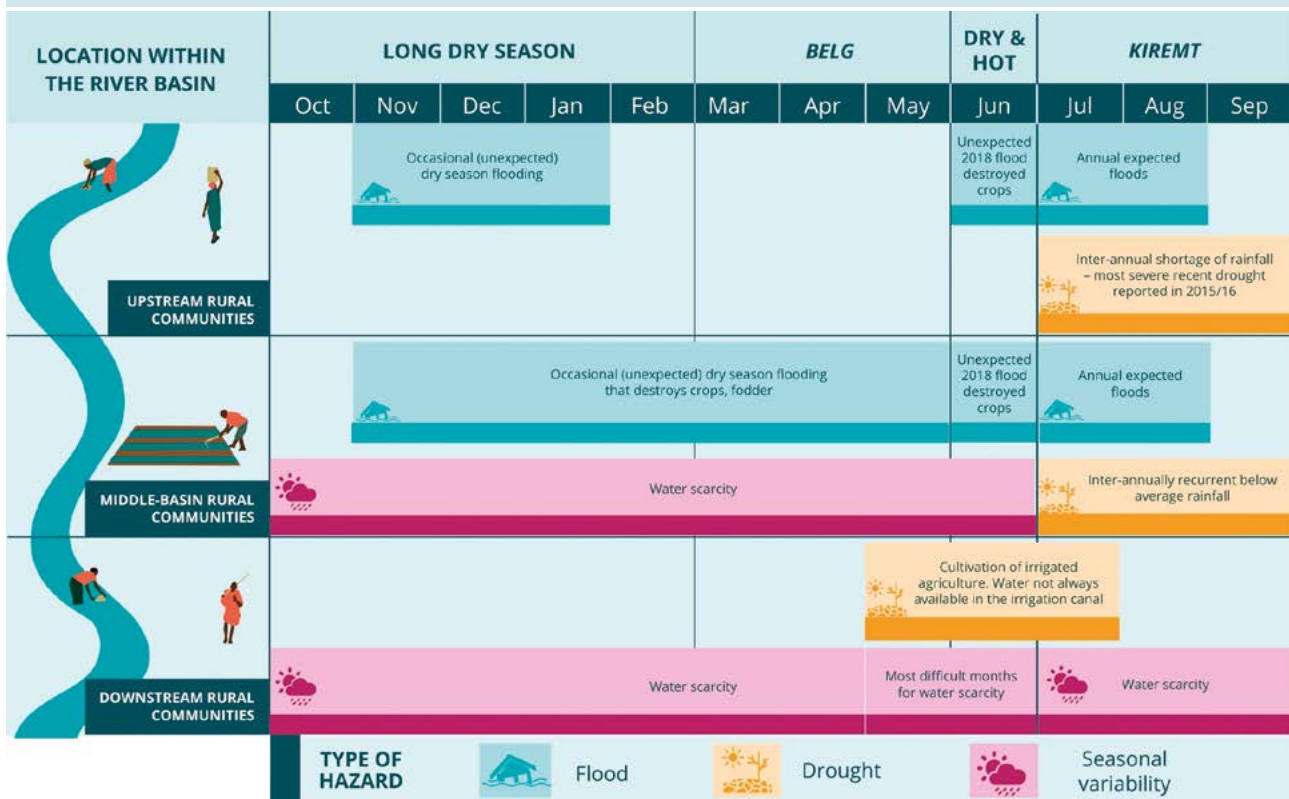 LOCATION WITHIN
THE RIVER BASIN
LONG DRY SEASON
BELG
DRY &
HOT
KIREMT
Oct
Nov
Dec
Jan
Feb
Mar
Apr
May
Jun
Jul
Aug
Sep
Occasional (unexpected)
dry season flooding
Unexpected
2018 flood
destroyed
crops
Annual expected
floods
Inter-annual shortage of rainfall
– most severe recent drought
reported in 2015/16
UPSTREAM RURAL
COMMUNITIES
Occasional (unexpected) dry season flooding
that destroys crops, fodder
Unexpected
2018 flood
destroyed
crops
Annual expected
floods
Water scarcity
Inter-annually recurrent below
average rainfall
MIDDLE-BASIN RURAL
COMMUNITIES
Cultivation of irrigated
agriculture. Water not always
available in the irrigation canal
Water scarcity
Most difficult months
for water scarcity
Water scarcity
DOWNSTREAM RURAL
COMMUNITIES
TYPE OF
HAZARD
Flood
Drought
Seasonal
variability